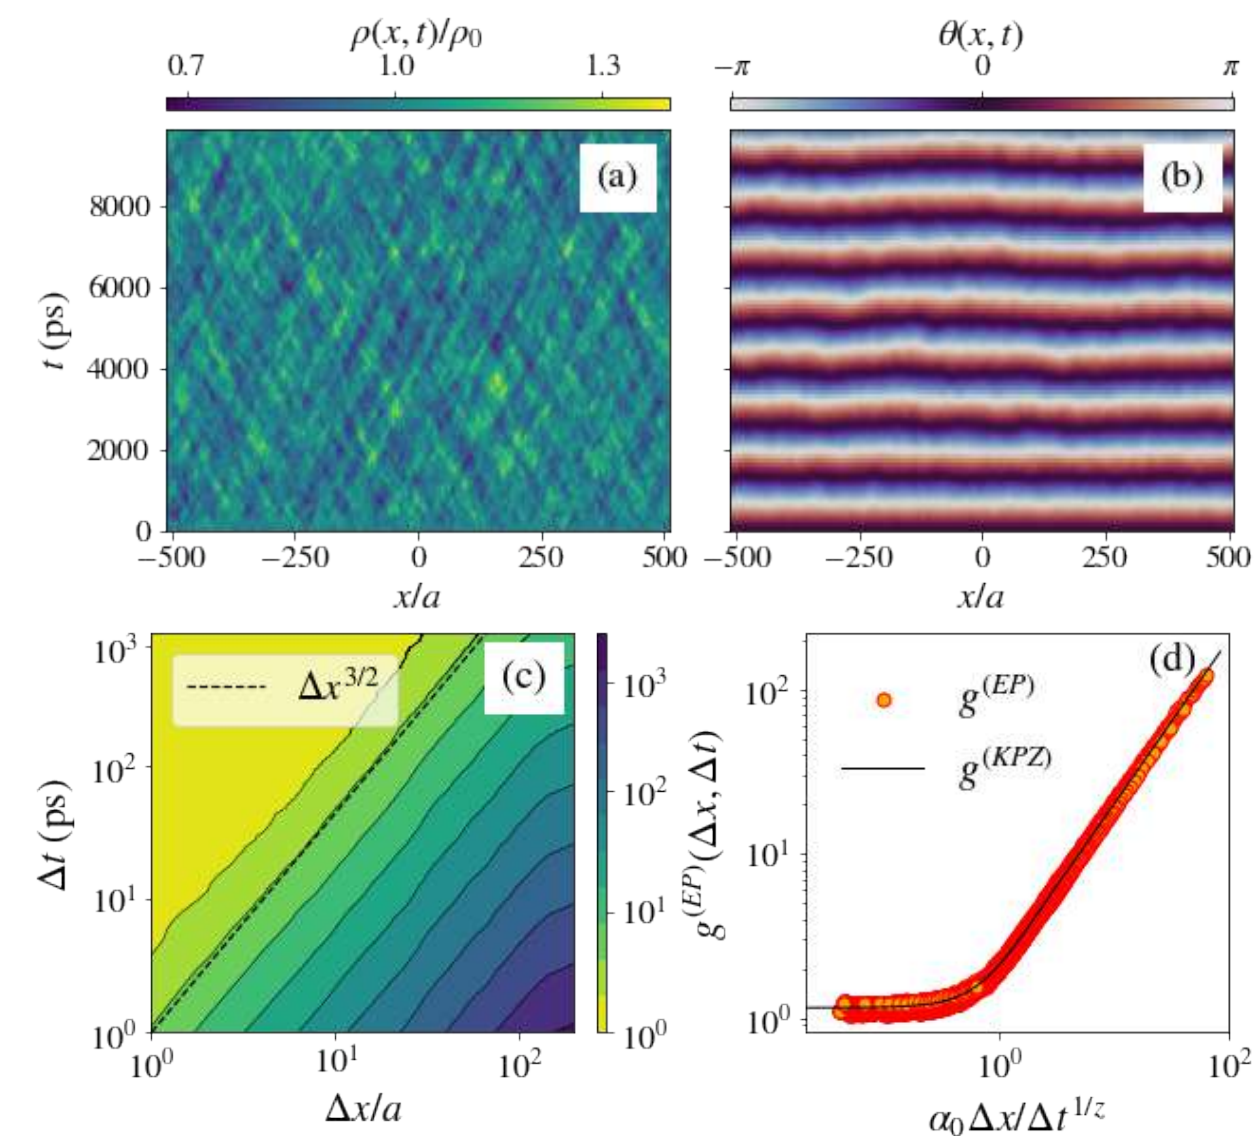 ρ(x, t)/ρ₀
0.7 1.0 1.3
θ(x, t)
−π 0 π
(a)
(b)
t (ps)
8000
6000
4000
2000
0
−500 −250 0 250 500
x/a
−500 −250 0 250 500
x/a
(c)
Δx^{3/2}
Δt (ps)
10³
10²
10¹
10⁰
10⁰ 10¹ 10²
Δx/a
10³
10²
10¹
10⁰
(d)
g^{(EP)}
g^{(KPZ)}
g^{(EP)}(Δx, Δt)
10²
10¹
10⁰
10⁰ 10²
α₀ Δx/Δt^{1/z}